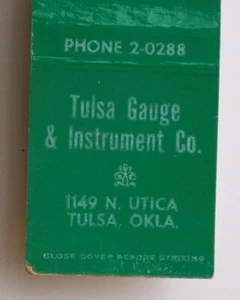 PHONE 2-0288
Tulsa Gauge
& Instrument Co.
1149 N. UTICA
TULSA, OKLA.
CLOSE COVER BEFORE STRIKING